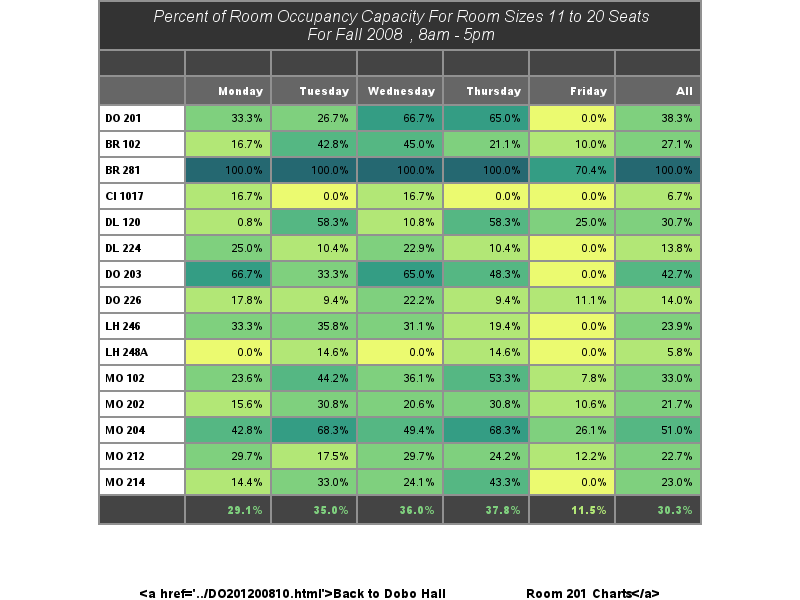 Percent of Room Occupancy Capacity For Room Sizes 11 to 20 Seats
For Fall 2008 , 8am - 5pm
Monday Tuesday Wednesday Thursday Friday All
DO 201 33.3% 26.7% 66.7% 65.0% 0.0% 38.3%
BR 102 16.7% 42.8% 45.0% 21.1% 10.0% 27.1%
BR 281 100.0% 100.0% 100.0% 100.0% 70.4% 100.0%
CI 1017 16.7% 0.0% 16.7% 0.0% 0.0% 6.7%
DL 120 0.8% 58.3% 10.8% 58.3% 25.0% 30.7%
DL 224 25.0% 10.4% 22.9% 10.4% 0.0% 13.8%
DO 203 66.7% 33.3% 65.0% 48.3% 0.0% 42.7%
DO 226 17.8% 9.4% 22.2% 9.4% 11.1% 14.0%
LH 246 33.3% 35.8% 31.1% 19.4% 0.0% 23.9%
LH 248A 0.0% 14.6% 0.0% 14.6% 0.0% 5.8%
MO 102 23.6% 44.2% 36.1% 53.3% 7.8% 33.0%
MO 202 15.6% 30.8% 20.6% 30.8% 10.6% 21.7%
MO 204 42.8% 68.3% 49.4% 68.3% 26.1% 51.0%
MO 212 29.7% 17.5% 29.7% 24.2% 12.2% 22.7%
MO 214 14.4% 33.0% 24.1% 43.3% 0.0% 23.0%
29.1% 35.0% 36.0% 37.8% 11.5% 30.3%
<a href='../DO201200810.html'>Back to Dobo Hall Room 201 Charts</a>